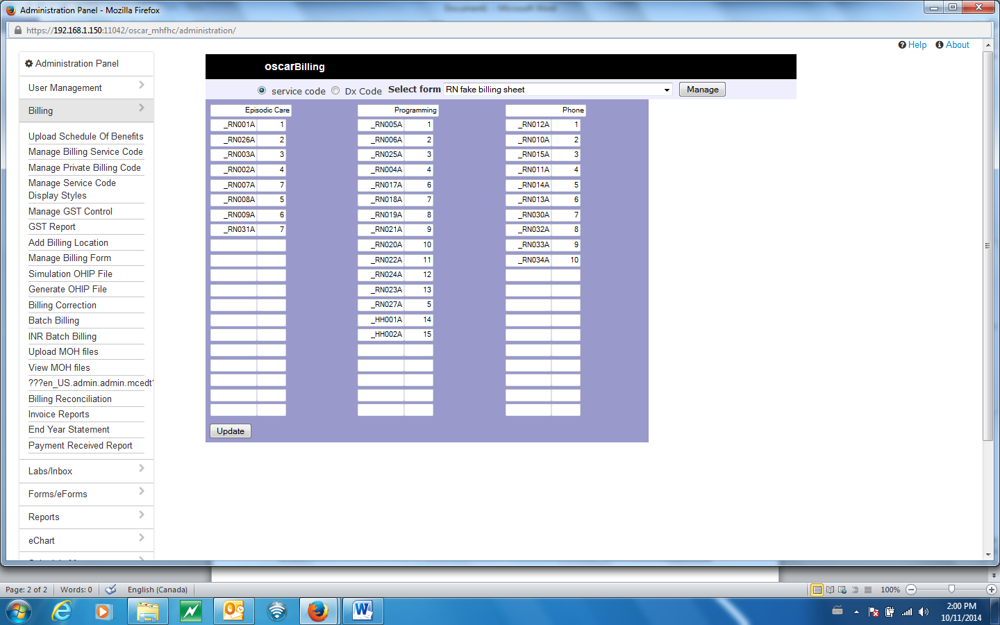 Administration Panel - Mozilla Firefox
https://192.168.1.150:11042/oscar_mhfhc/administration/
Help About
Administration Panel
User Management
Billing
Upload Schedule Of Benefits
Manage Billing Service Code
Manage Private Billing Code
Manage Service Code
Display Styles
Manage GST Control
GST Report
Add Billing Location
Manage Billing Form
Simulation OHIP File
Generate OHIP File
Billing Correction
Batch Billing
INR Batch Billing
Upload MOH files
View MOH files
???en_US.admin.admin.mcedt?
Billing Reconciliation
Invoice Reports
End Year Statement
Payment Received Report
Labs/Inbox
Forms/eForms
Reports
eChart
oscarBilling
service code Dx Code Select form RN fake billing sheet Manage
Episodic Care Programming Phone
_RN001A 1 _RN005A 1 _RN012A 1
_RN026A 2 _RN006A 2 _RN010A 2
_RN003A 3 _RN025A 3 _RN015A 3
_RN002A 4 _RN004A 4 _RN011A 4
_RN007A 7 _RN017A 6 _RN014A 5
_RN008A 5 _RN018A 7 _RN013A 6
_RN009A 6 _RN019A 8 _RN030A 7
_RN031A 7 _RN021A 9 _RN032A 8
_RN020A 10 _RN033A 9
_RN022A 11 _RN034A 10
_RN024A 12
_RN023A 13
_RN027A 5
_HH001A 14
_HH002A 15
Update
Page: 2 of 2 Words: 0 English (Canada) 100%
2:00 PM
10/11/2014